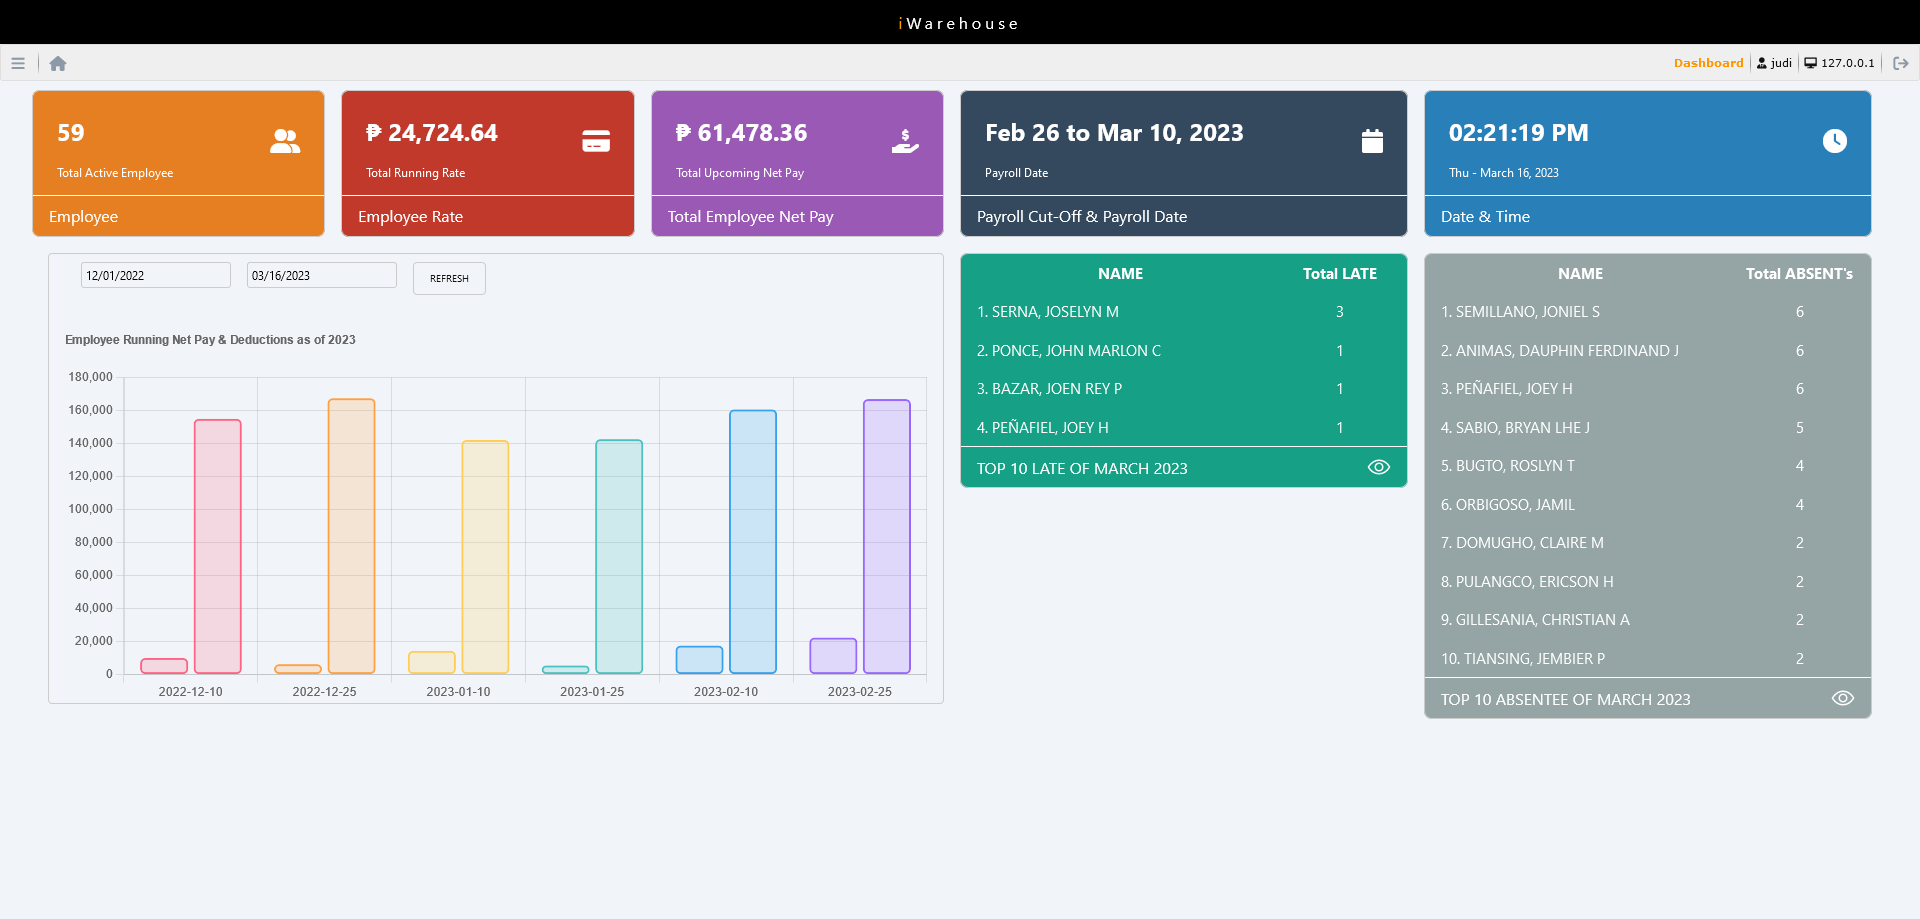 iWarehouse
Dashboard judi 127.0.0.1
59
Total Active Employee
Employee
₱ 24,724.64
Total Running Rate
Employee Rate
₱ 61,478.36
Total Upcoming Net Pay
Total Employee Net Pay
Feb 26 to Mar 10, 2023
Payroll Date
Payroll Cut-Off & Payroll Date
02:21:19 PM
Thu - March 16, 2023
Date & Time
12/01/2022 03/16/2023 REFRESH
Employee Running Net Pay & Deductions as of 2023
180,000
160,000
140,000
120,000
100,000
80,000
60,000
40,000
20,000
0
2022-12-10 2022-12-25 2023-01-10 2023-01-25 2023-02-10 2023-02-25
NAME Total LATE
1. SERNA, JOSELYN M 3
2. PONCE, JOHN MARLON C 1
3. BAZAR, JOEN REY P 1
4. PEÑAFIEL, JOEY H 1
TOP 10 LATE OF MARCH 2023
NAME Total ABSENT's
1. SEMILLANO, JONIEL S 6
2. ANIMAS, DAUPHIN FERDINAND J 6
3. PEÑAFIEL, JOEY H 6
4. SABIO, BRYAN LHE J 5
5. BUGTO, ROSLYN T 4
6. ORBIGOSO, JAMIL 4
7. DOMUGHO, CLAIRE M 2
8. PULANGCO, ERICSON H 2
9. GILLESANIA, CHRISTIAN A 2
10. TIANSING, JEMBIER P 2
TOP 10 ABSENTEE OF MARCH 2023